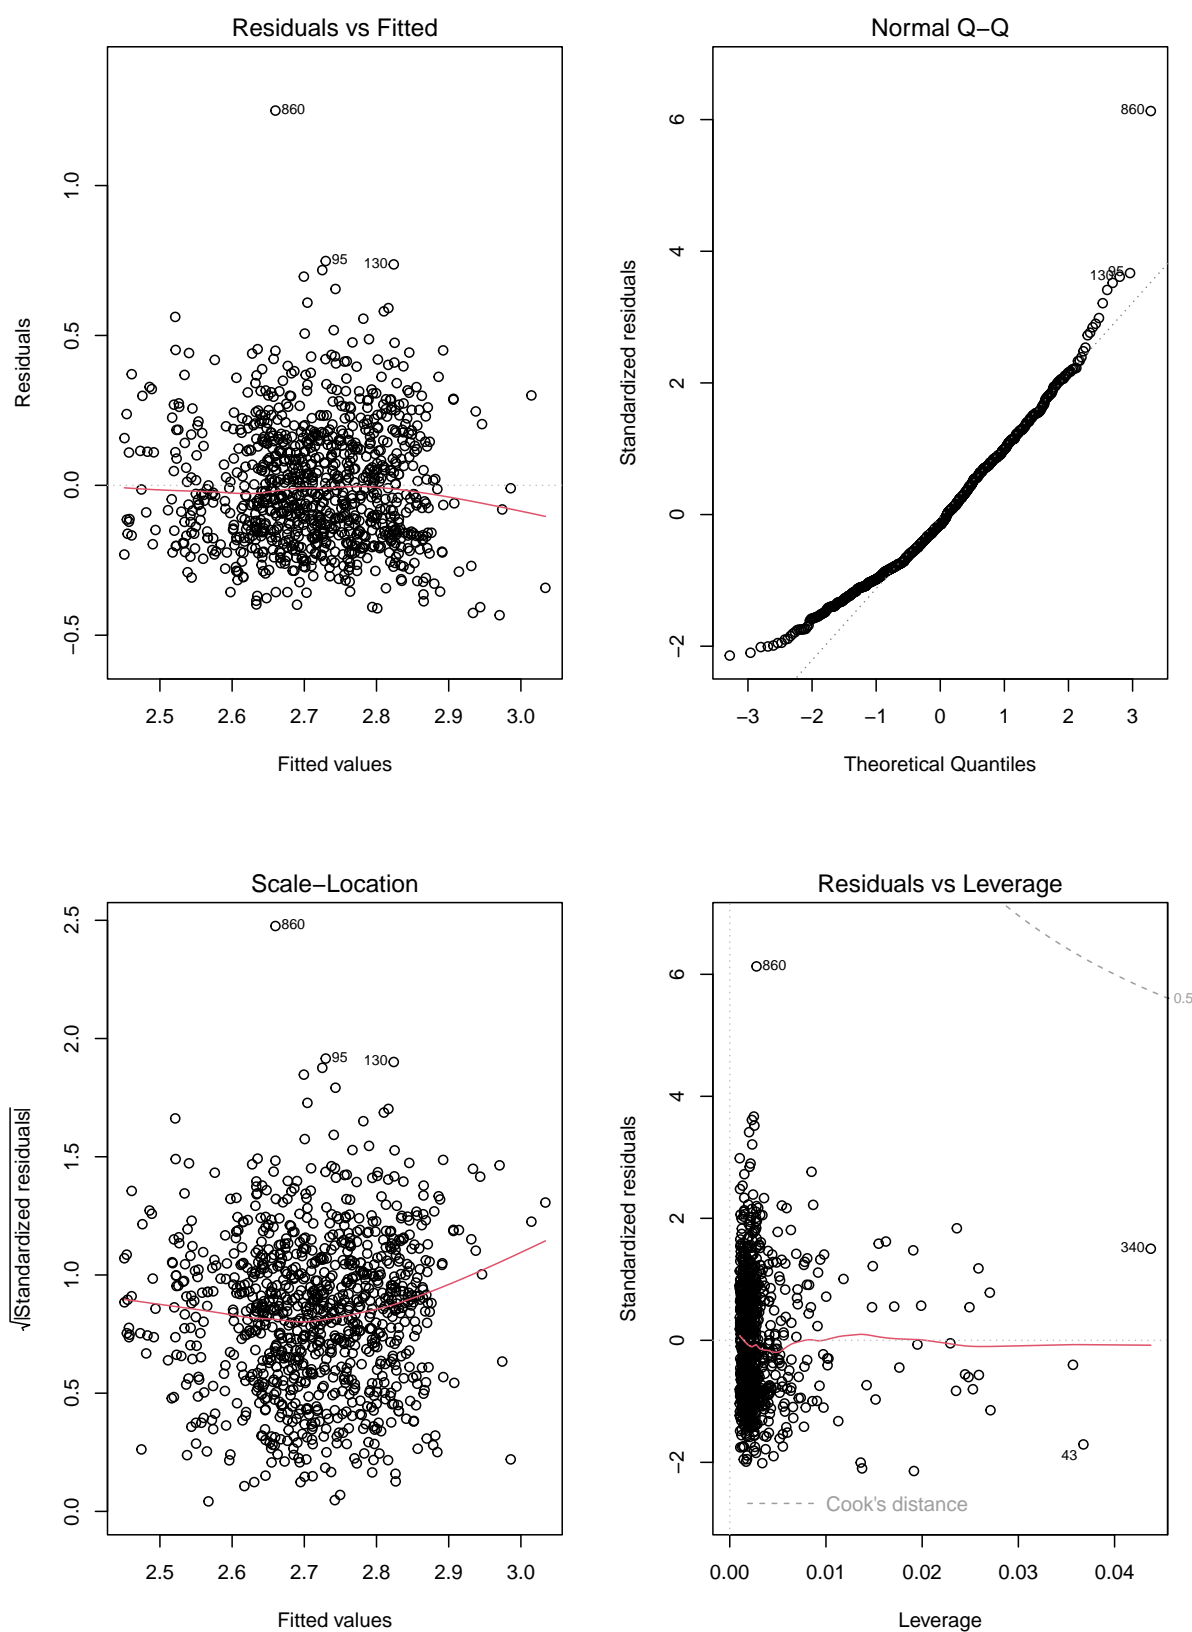 Residuals vs Fitted
860
95
130
1.0
0.5
0.0
−0.5
Residuals
2.5 2.6 2.7 2.8 2.9 3.0
Fitted values
Normal Q−Q
860
95
130
6
4
2
0
−2
Standardized residuals
−3 −2 −1 0 1 2 3
Theoretical Quantiles
Scale−Location
860
95
130
2.5
2.0
1.5
1.0
0.5
0.0
√|Standardized residuals|
2.5 2.6 2.7 2.8 2.9 3.0
Fitted values
Residuals vs Leverage
860
0.5
340
43
6
4
2
0
−2
Standardized residuals
Cook's distance
0.00 0.01 0.02 0.03 0.04
Leverage